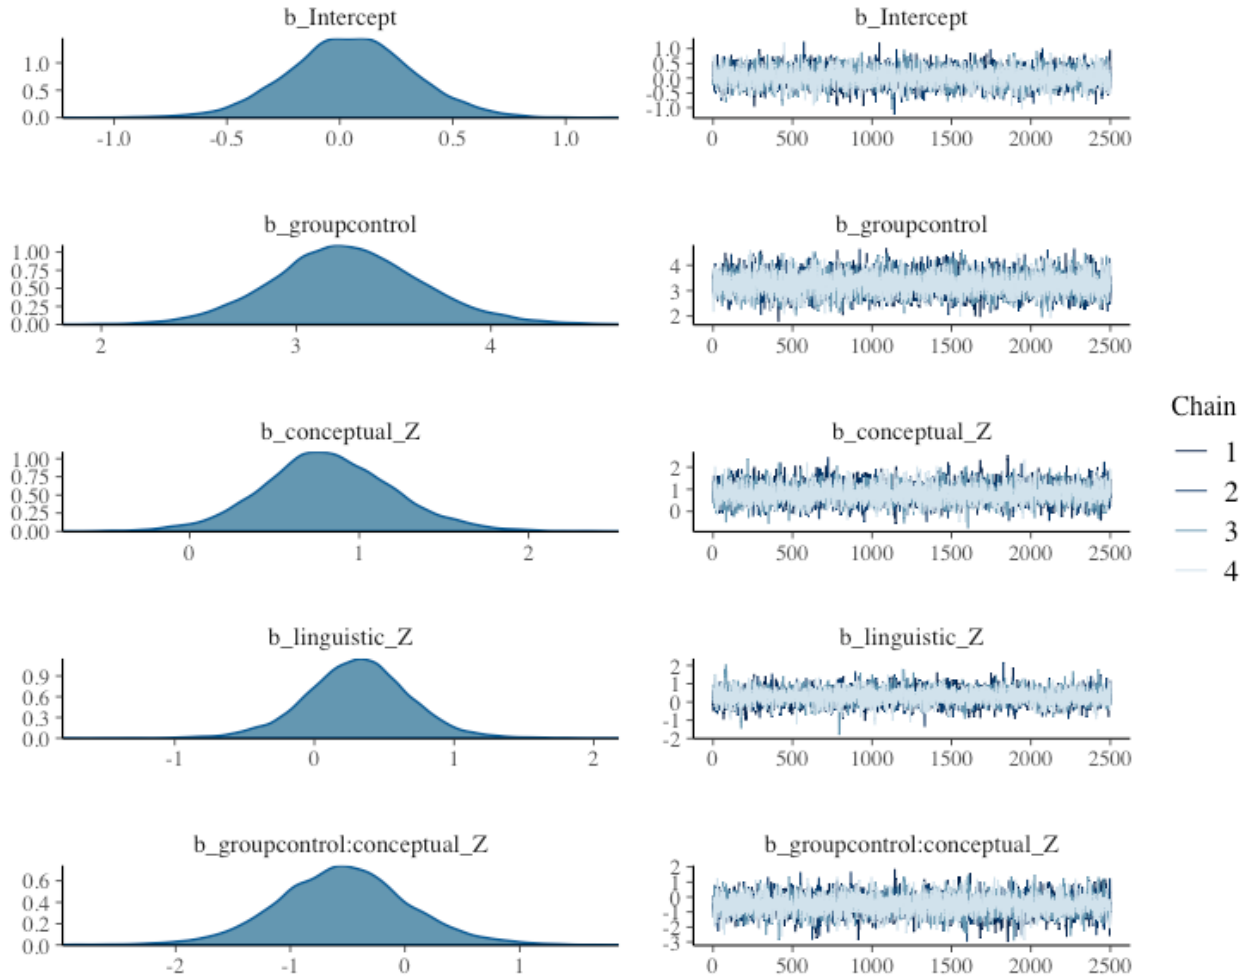 b_Intercept
1.0
0.5
0.0
-1.0 -0.5 0.0 0.5 1.0
b_Intercept
1.0
0.5
0.0
-0.5
-1.0
0 500 1000 1500 2000 2500
b_groupcontrol
1.00
0.75
0.50
0.25
0.00
2 3 4
b_groupcontrol
4
3
2
0 500 1000 1500 2000 2500
b_conceptual_Z
1.00
0.75
0.50
0.25
0.00
0 1 2
b_conceptual_Z
2
1
0
0 500 1000 1500 2000 2500
b_linguistic_Z
0.9
0.6
0.3
0.0
-1 0 1 2
b_linguistic_Z
2
1
0
-1
-2
0 500 1000 1500 2000 2500
b_groupcontrol:conceptual_Z
0.6
0.4
0.2
0.0
-2 -1 0 1
b_groupcontrol:conceptual_Z
2
1
0
-1
-2
-3
0 500 1000 1500 2000 2500
Chain
1
2
3
4